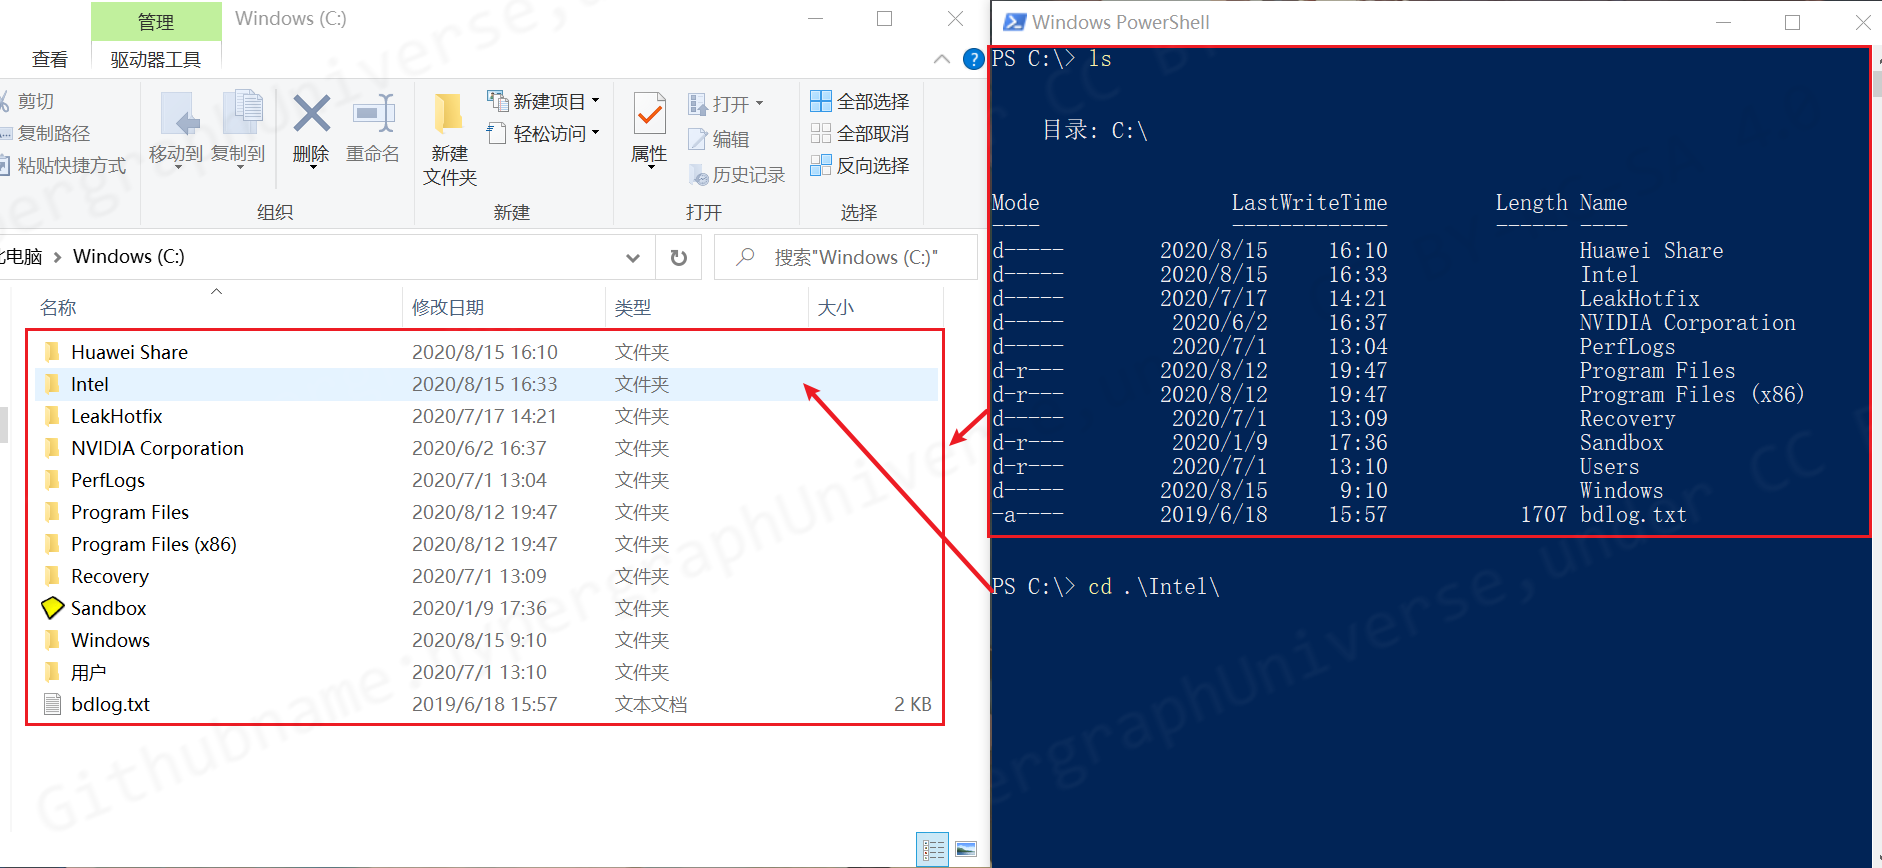 管理
Windows (C:)
查看
驱动器工具
剪切
复制路径
粘贴快捷方式
移动到
复制到
删除
重命名
组织
新建
文件夹
新建项目
轻松访问
新建
属性
打开
编辑
历史记录
打开
全部选择
全部取消
反向选择
选择
电脑 > Windows (C:)
搜索"Windows (C:)"
名称 修改日期 类型 大小
Huawei Share 2020/8/15 16:10 文件夹
Intel 2020/8/15 16:33 文件夹
LeakHotfix 2020/7/17 14:21 文件夹
NVIDIA Corporation 2020/6/2 16:37 文件夹
PerfLogs 2020/7/1 13:04 文件夹
Program Files 2020/8/12 19:47 文件夹
Program Files (x86) 2020/8/12 19:47 文件夹
Recovery 2020/7/1 13:09 文件夹
Sandbox 2020/1/9 17:36 文件夹
Windows 2020/8/15 9:10 文件夹
用户 2020/7/1 13:10 文件夹
bdlog.txt 2019/6/18 15:57 文本文档 2 KB
Windows PowerShell
PS C:\> ls
目录: C:\
Mode LastWriteTime Length Name
---- ------------- ------ ----
d----- 2020/8/15 16:10 Huawei Share
d----- 2020/8/15 16:33 Intel
d----- 2020/7/17 14:21 LeakHotfix
d----- 2020/6/2 16:37 NVIDIA Corporation
d----- 2020/7/1 13:04 PerfLogs
d-r--- 2020/8/12 19:47 Program Files
d-r--- 2020/8/12 19:47 Program Files (x86)
d----- 2020/7/1 13:09 Recovery
d-r--- 2020/1/9 17:36 Sandbox
d-r--- 2020/7/1 13:10 Users
d----- 2020/8/15 9:10 Windows
-a---- 2019/6/18 15:57 1707 bdlog.txt
PS C:\> cd .\Intel\
Githubname:HypergraphUniverse,under CC